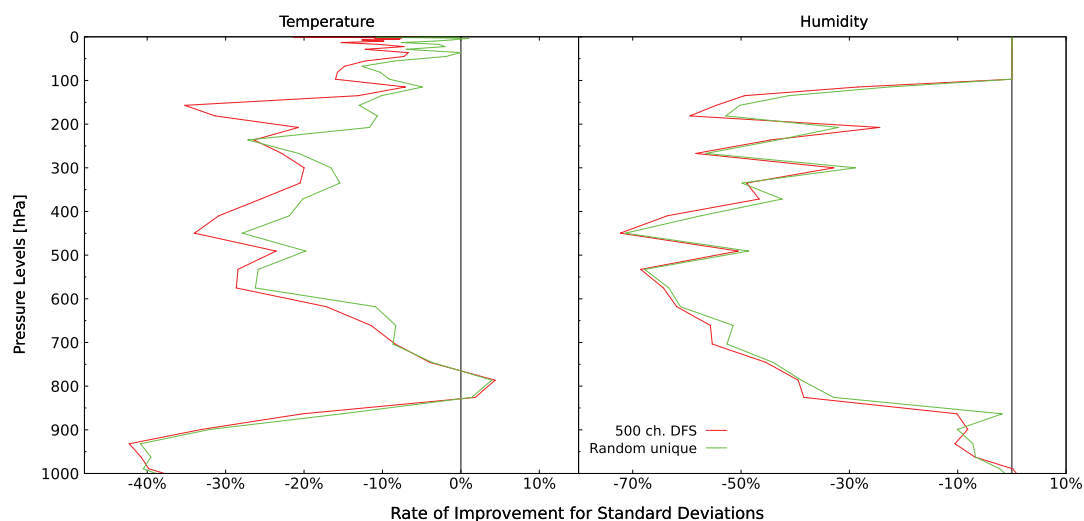 Temperature
Humidity
Pressure Levels [hPa]
0
100
200
300
400
500
600
700
800
900
1000
500 ch. DFS
Random unique
-40% -30% -20% -10% 0% 10%
-70% -50% -30% -10% 10%
Rate of Improvement for Standard Deviations